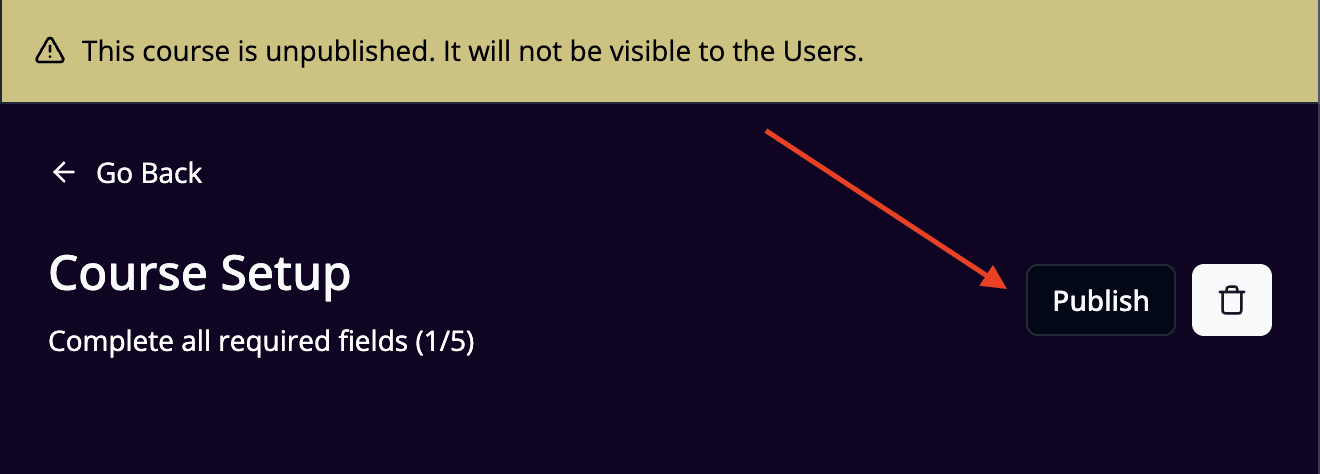 This course is unpublished. It will not be visible to the Users.
Go Back
Course Setup
Complete all required fields (1/5)
Publish